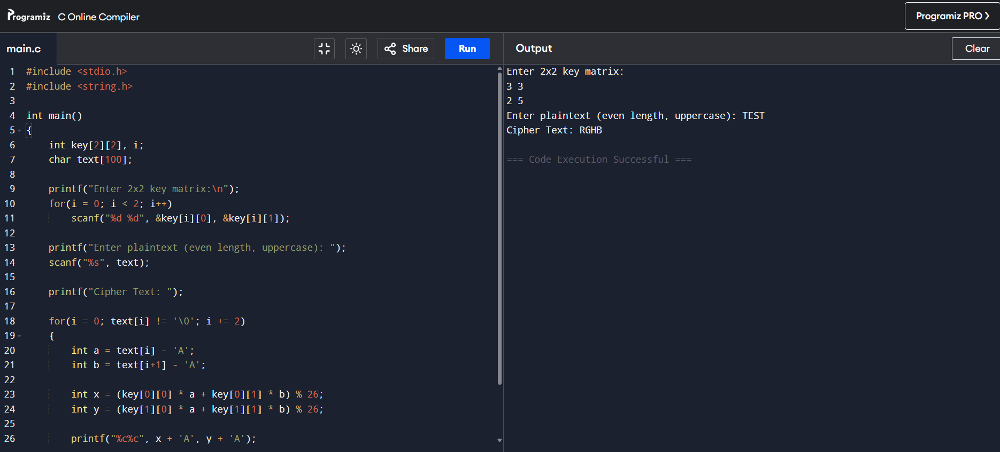 Programiz C Online Compiler
Programiz PRO ❯
main.c
Share
Run
Output
Clear
1 #include <stdio.h>
2 #include <string.h>
3
4 int main()
5 {
6     int key[2][2], i;
7     char text[100];
8
9     printf("Enter 2x2 key matrix:\n");
10     for(i = 0; i < 2; i++)
11         scanf("%d %d", &key[i][0], &key[i][1]);
12
13     printf("Enter plaintext (even length, uppercase): ");
14     scanf("%s", text);
15
16     printf("Cipher Text: ");
17
18     for(i = 0; text[i] != '\0'; i += 2)
19     {
20         int a = text[i] - 'A';
21         int b = text[i+1] - 'A';
22
23         int x = (key[0][0] * a + key[0][1] * b) % 26;
24         int y = (key[1][0] * a + key[1][1] * b) % 26;
25
26         printf("%c%c", x + 'A', y + 'A');
Enter 2x2 key matrix:
3 3
2 5
Enter plaintext (even length, uppercase): TEST
Cipher Text: RGHB
=== Code Execution Successful ===